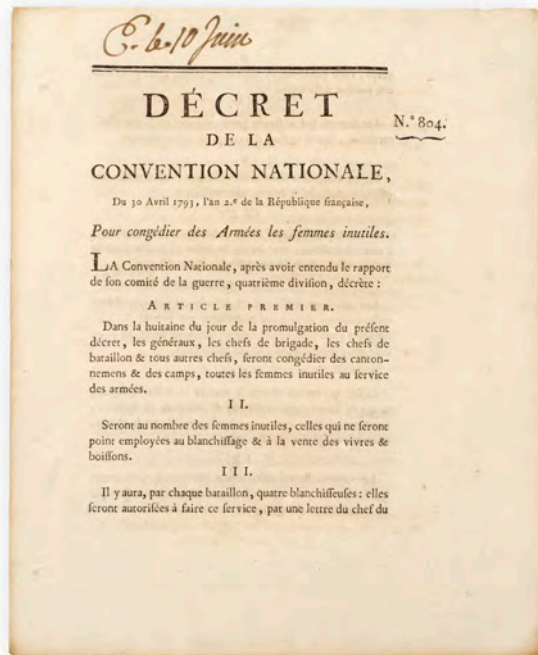 E. le 10 Juin
DÉCRET
N.º 804.
DE LA
CONVENTION NATIONALE,
Du 30 Avril 1793, l'an 2.e de la République françaiſe,
Pour congédier des Armées les femmes inutiles.
LA Convention Nationale, après avoir entendu le rapport
de ſon comité de la guerre, quatrième diviſion, décrète :
ARTICLE PREMIER.
Dans la huitaine du jour de la promulgation du préſent
décret, les généraux, les chefs de brigade, les chefs de
bataillon & tous autres chefs, feront congédier des canton-
nemens & des camps, toutes les femmes inutiles au ſervice
des armées.
II.
Seront au nombre des femmes inutiles, celles qui ne ſeront
point employées au blanchiſſage & à la vente des vivres &
boiſſons.
III.
Il y aura, par chaque bataillon, quatre blanchiſſeuſes : elles
ſeront autoriſées à faire ce ſervice, par une lettre du chef du